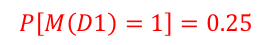 P[M(D1) = 1] = 0.25